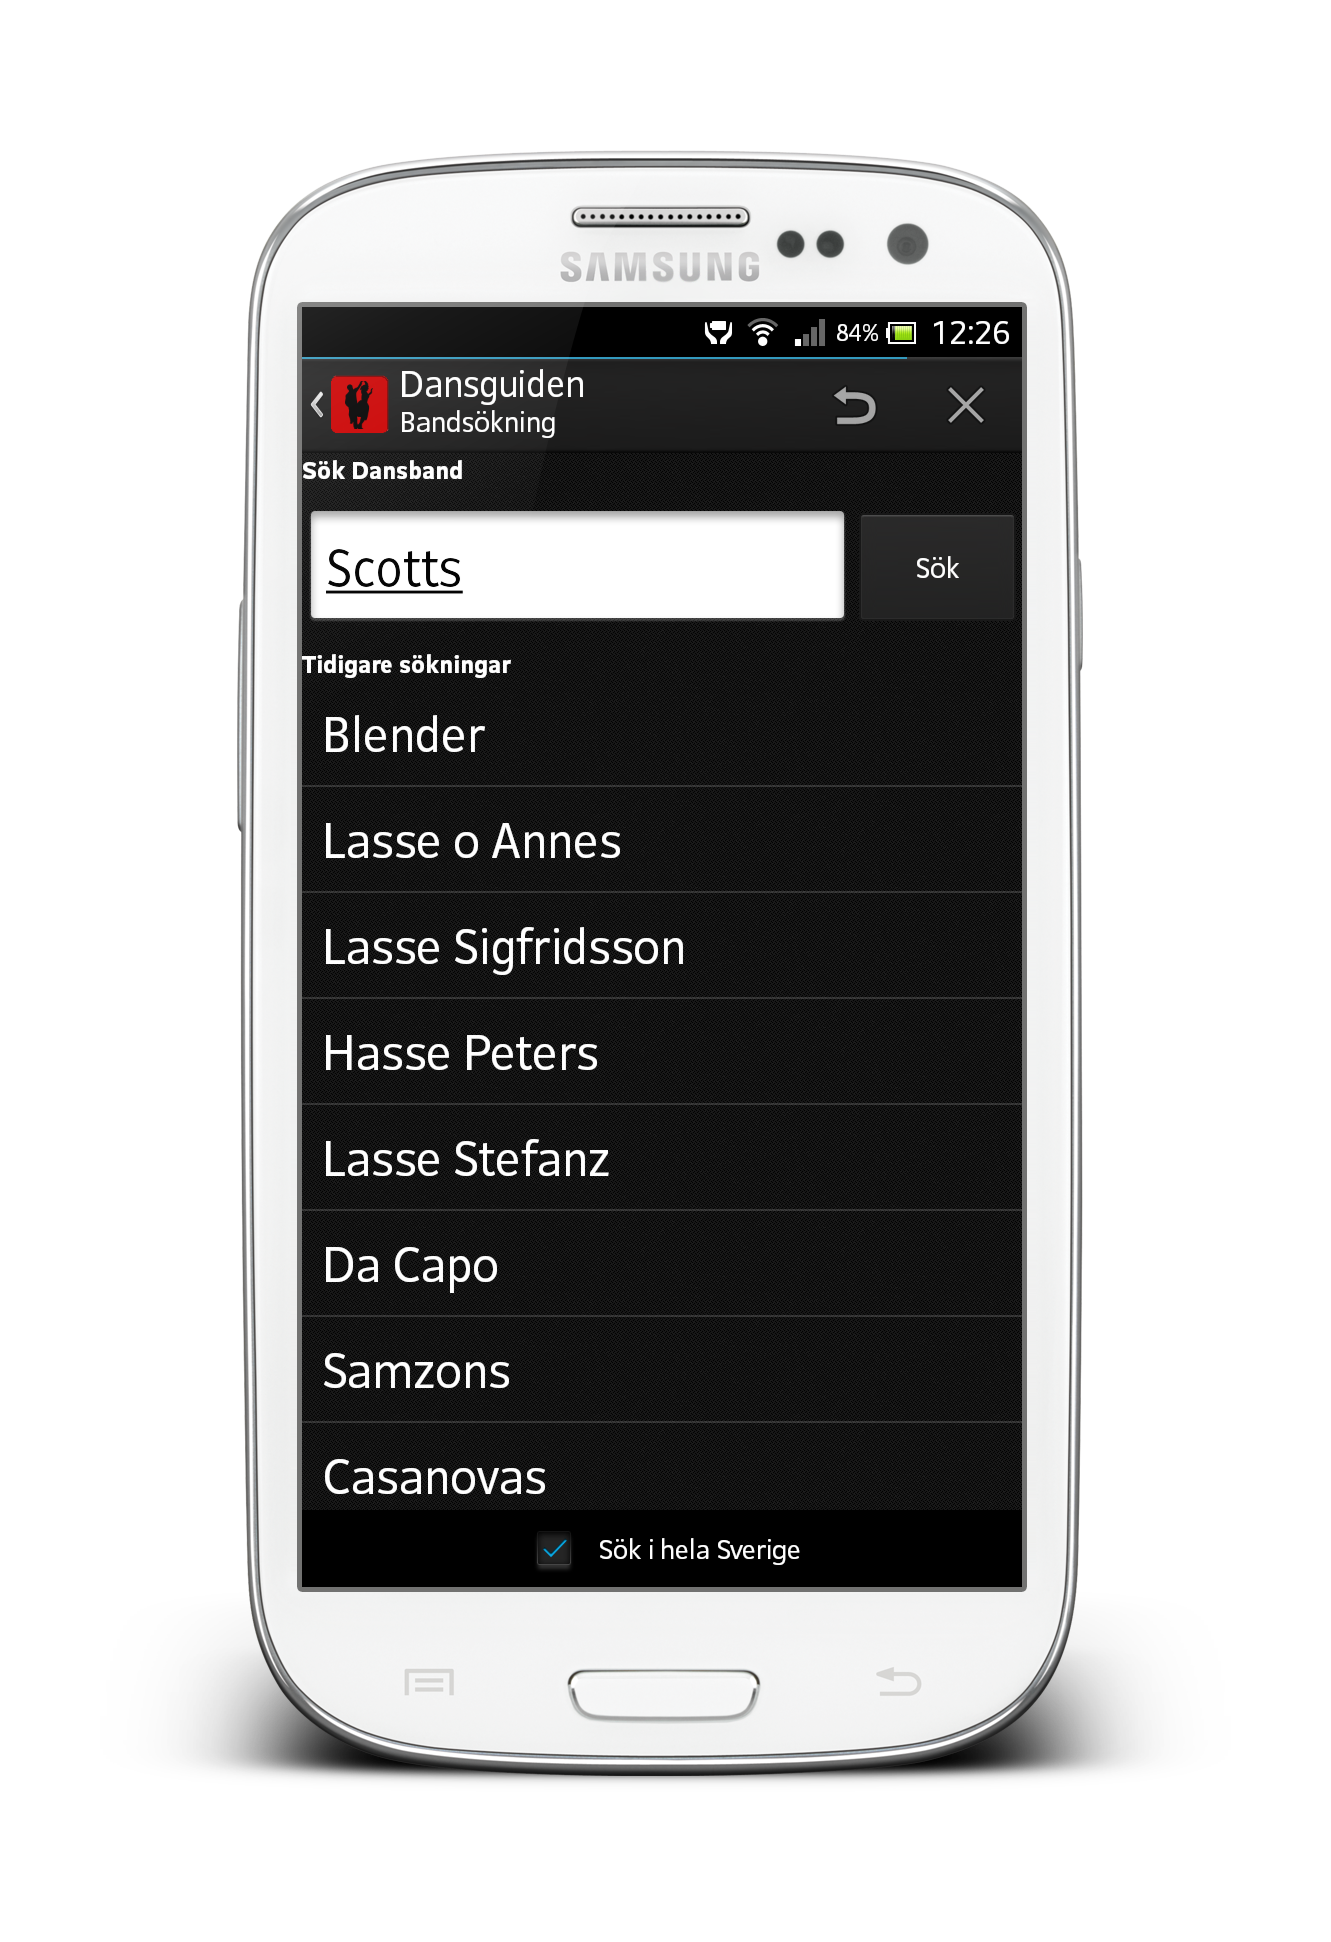 SAMSUNG
84% 12:26
Dansguiden
Bandsökning
Sök Dansband
Scotts
Sök
Tidigare sökningar
Blender
Lasse o Annes
Lasse Sigfridsson
Hasse Peters
Lasse Stefanz
Da Capo
Samzons
Casanovas
Sök i hela Sverige